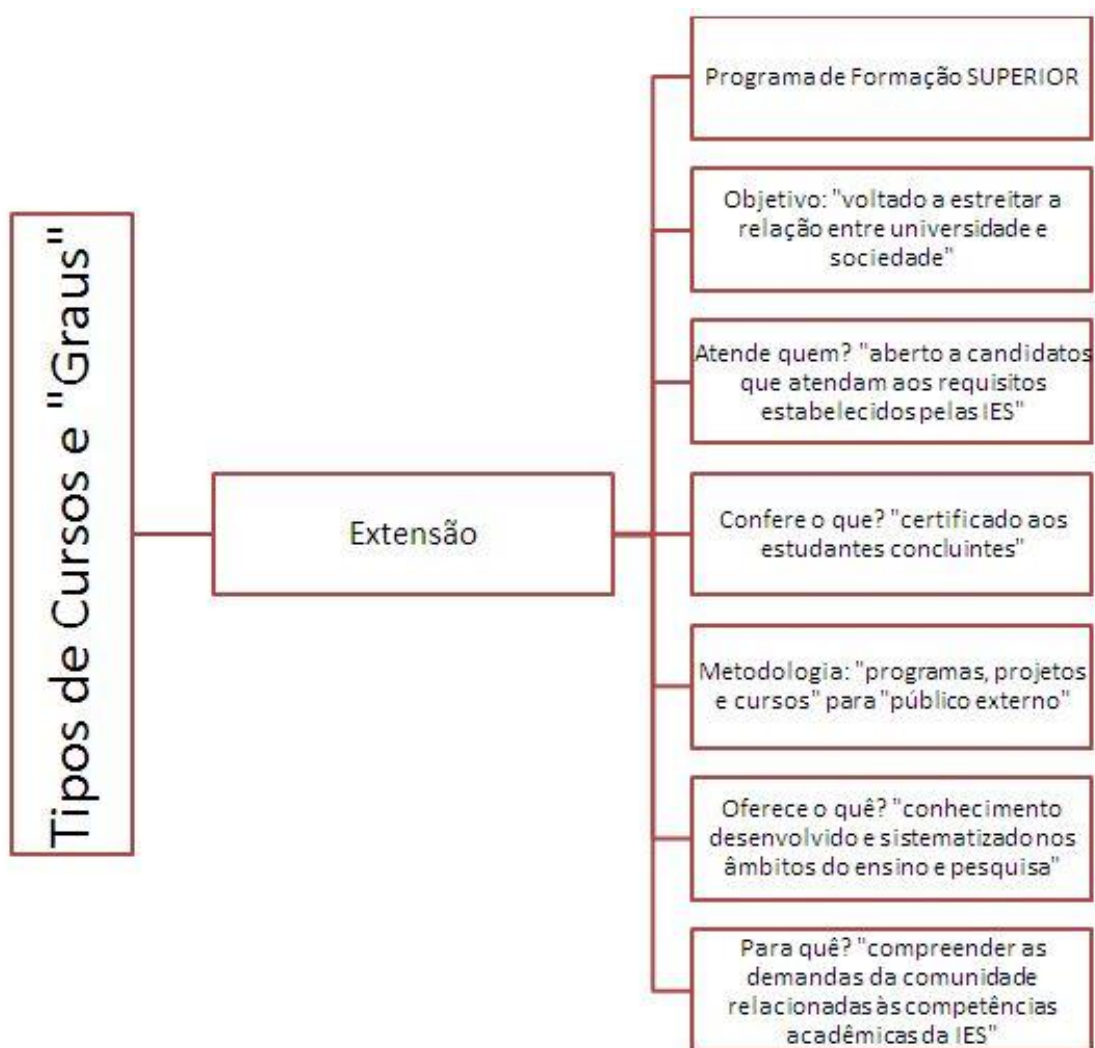 Tipos de Cursos e "Graus"
Extensão
Programa de Formação SUPERIOR
Objetivo: "voltado a estreitar a
relação entre universidade e
sociedade"
Atende quem? "aberto a candidatos
que atendam aos requisitos
estabelecidos pelas IES"
Confere o que? "certificado aos
estudantes concluintes"
Metodologia: "programas, projetos
e cursos" para "público externo"
Oferece o quê? "conhecimento
desenvolvido e sistematizado nos
âmbitos do ensino e pesquisa"
Para quê? "compreender as
demandas da comunidade
relacionadas às competências
acadêmicas da IES"